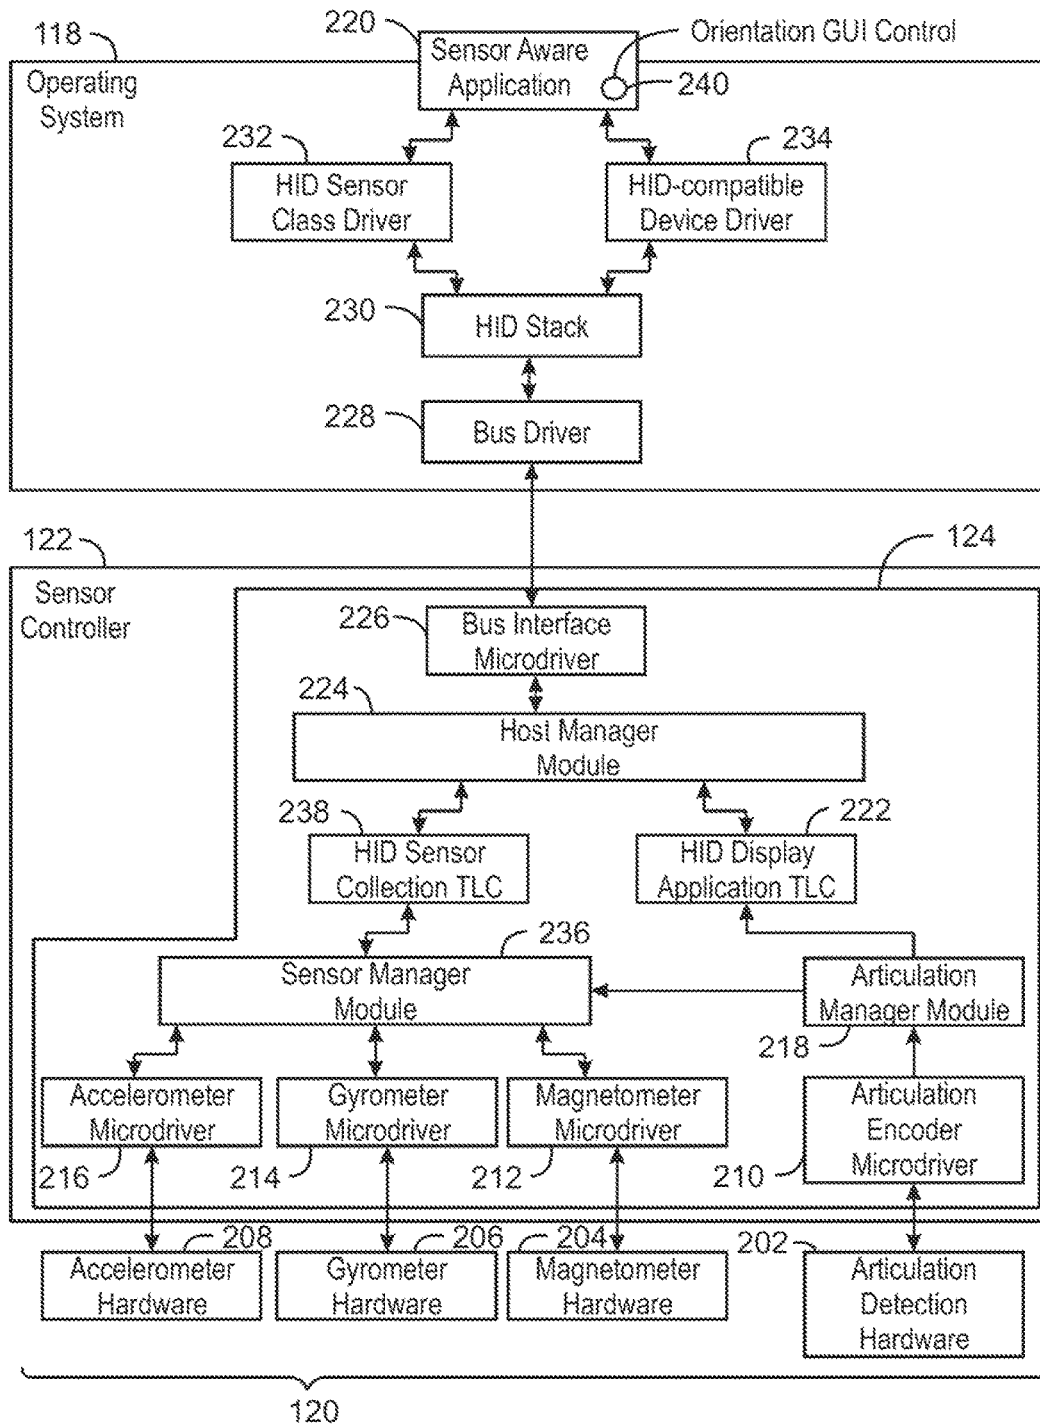 118
220
Sensor Aware
Application
Orientation GUI Control
240
Operating
System
232
HID Sensor
Class Driver
234
HID-compatible
Device Driver
230
HID Stack
228
Bus Driver
122
124
Sensor
Controller
226
Bus Interface
Microdriver
224
Host Manager
Module
238
HID Sensor
Collection TLC
222
HID Display
Application TLC
236
Sensor Manager
Module
Articulation
Manager Module
218
Accelerometer
Microdriver
216
Gyrometer
Microdriver
214
Magnetometer
Microdriver
212
Articulation
Encoder
Microdriver
210
208
Accelerometer
Hardware
206
Gyrometer
Hardware
204
Magnetometer
Hardware
202
Articulation
Detection
Hardware
120